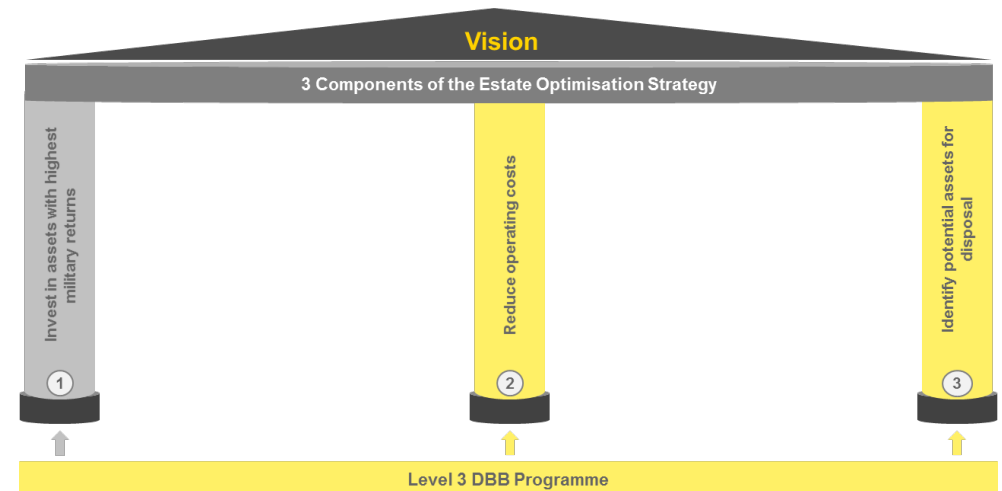 Vision
3 Components of the Estate Optimisation Strategy
Invest in assets with highest
military returns
1
Reduce operating costs
2
Identify potential assets for
disposal
3
Level 3 DBB Programme